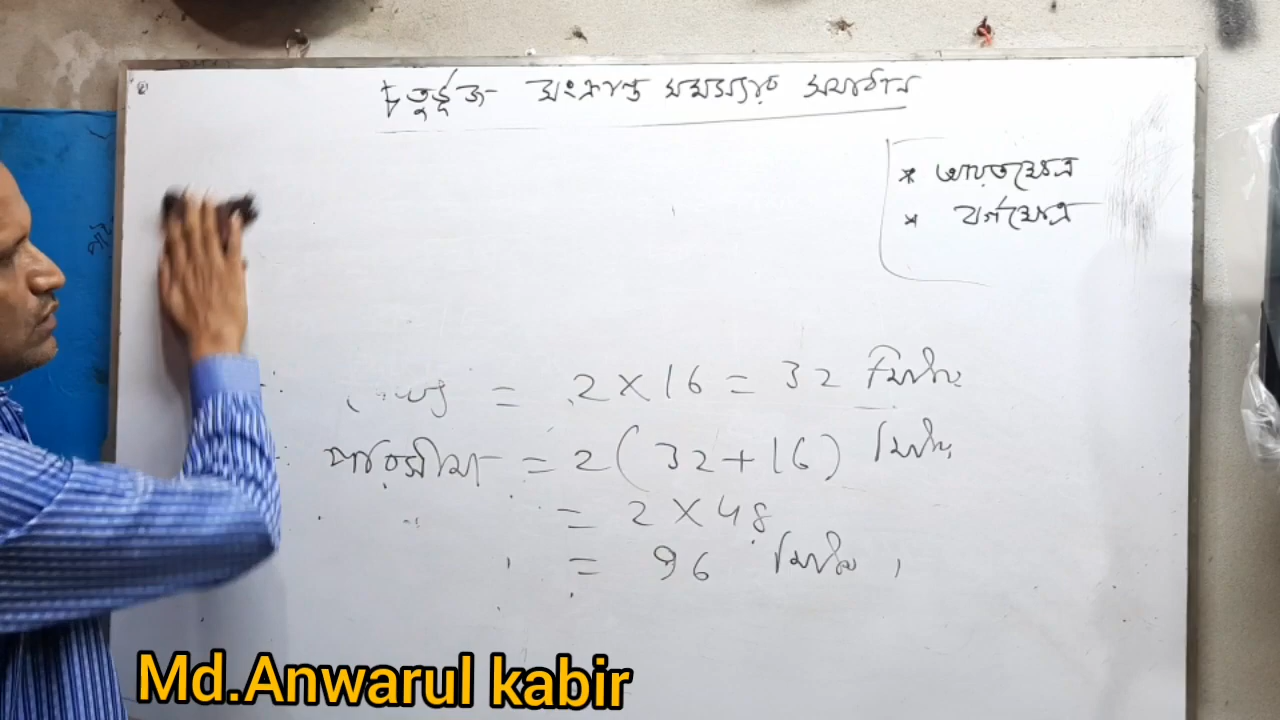 চতুর্ভুজ সংক্রান্ত সমস্যার সমাধান
* আয়তক্ষেত্র
* বর্গক্ষেত্র
= 2 × 16 = 32 মিটার
পরিসীমা = 2 ( 32 + 16 ) মিটার
= 2 × 48
= 96 মিটার ।
Md.Anwarul kabir